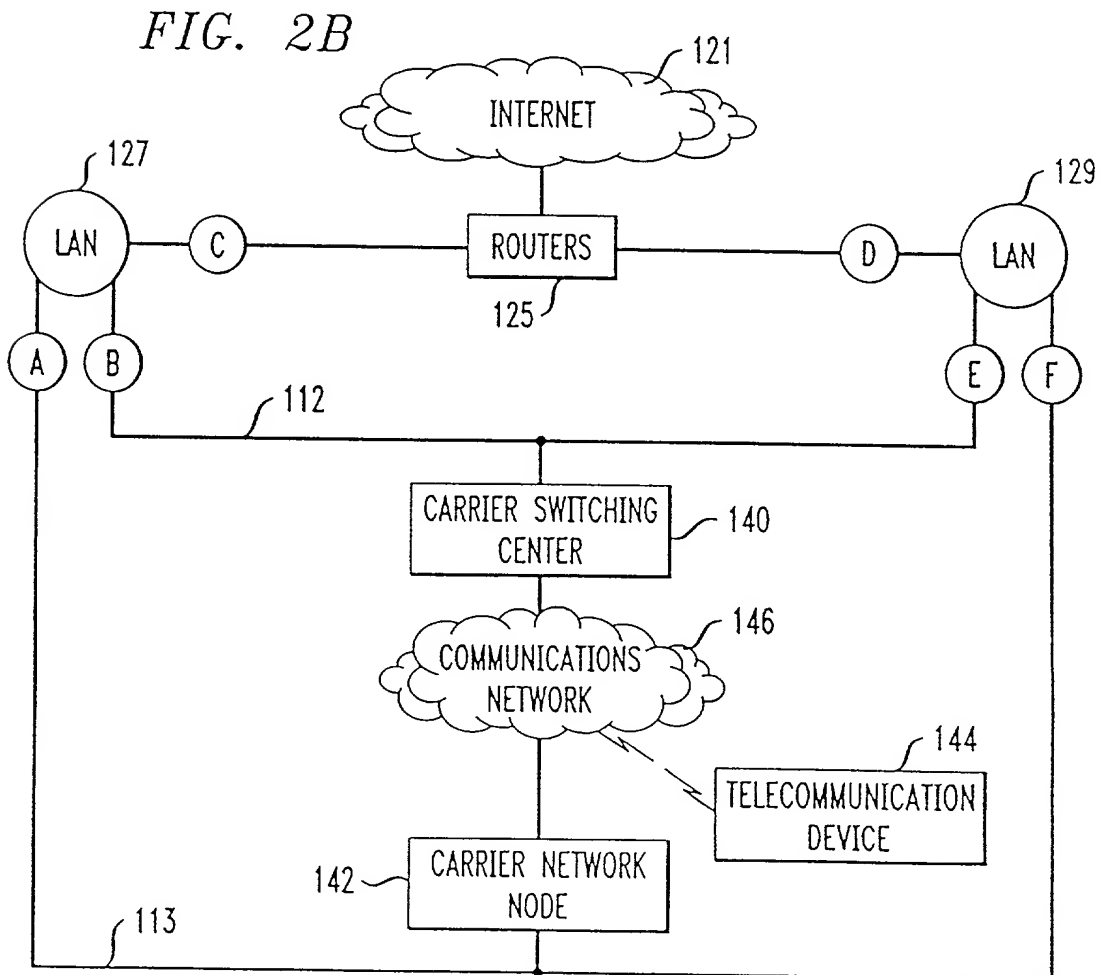 FIG. 2B
121
INTERNET
127
129
LAN
C
ROUTERS
D
LAN
125
A
B
E
F
112
CARRIER SWITCHING
CENTER
140
146
COMMUNICATIONS
NETWORK
144
TELECOMMUNICATION
DEVICE
142
CARRIER NETWORK
NODE
113